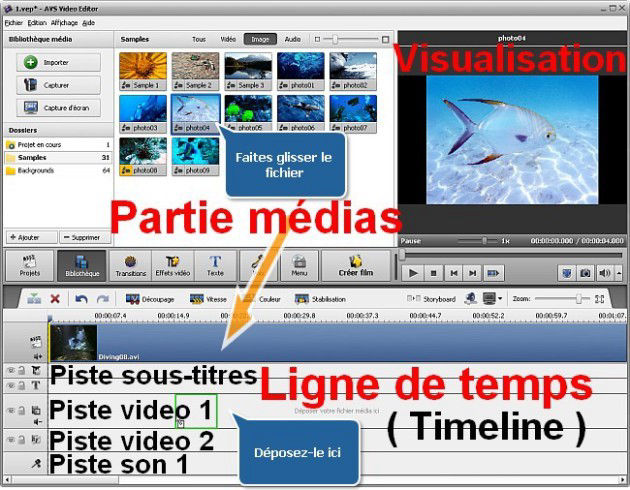 1.vep* - AVS Video Editor
Fichier Edition Affichage Aide
Bibliothèque média
Importer
Capturer
Capture d'écran
Dossiers
Projet en cours 1
Samples 31
Backgrounds 31
+ Ajouter - Supprimer
Samples Tous Vidéo Image Audio
Sample 1 Sample 2 Sample 3 photo01 photo02
photo03 photo04 photo05 photo06 photo07
photo08 photo09
Faites glisser le
fichier
photo04
Visualisation
Partie médias
Pause 1x 00:00:00.000 / 00:00:04.000
Projets Bibliothèque Transitions Effets vidéo Texte Menu Créer film
Découpage Vitesse Couleur Stabilisation Storyboard Zoom:
00:00:07.4 00:00:14.9 00:00:29.8 00:00:37.3 00:00:44.7 00:00:52.2 00:00:59.7 00:01:07.
Diving08.avi
Piste sous-titres
Ligne de temps
Piste video 1
Déposer votre fichier média ici
( Timeline )
Piste video 2
Déposez-le ici
Piste son 1